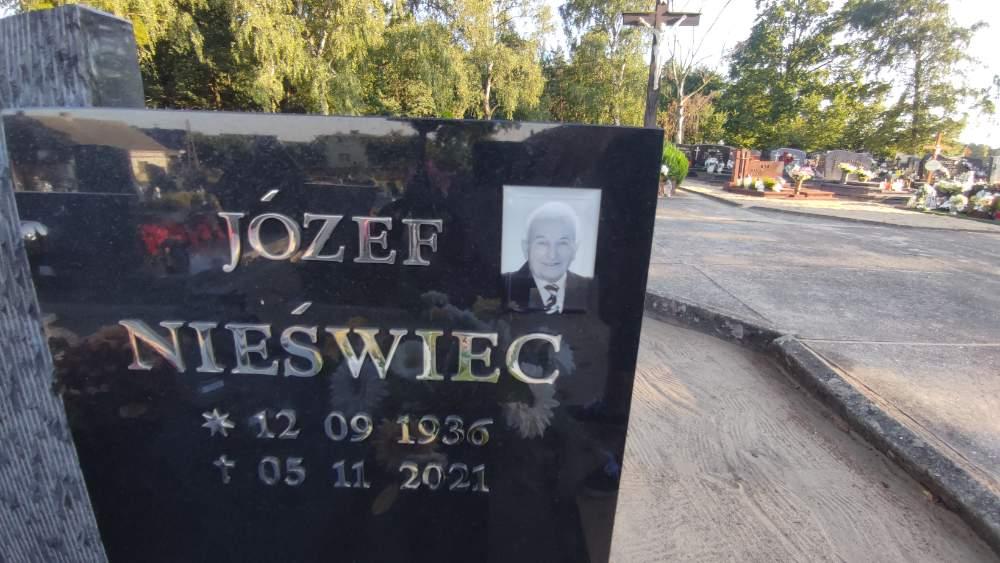 JÓZEF
NIEŚWIEC
* 12 09 1936
† 05 11 2021